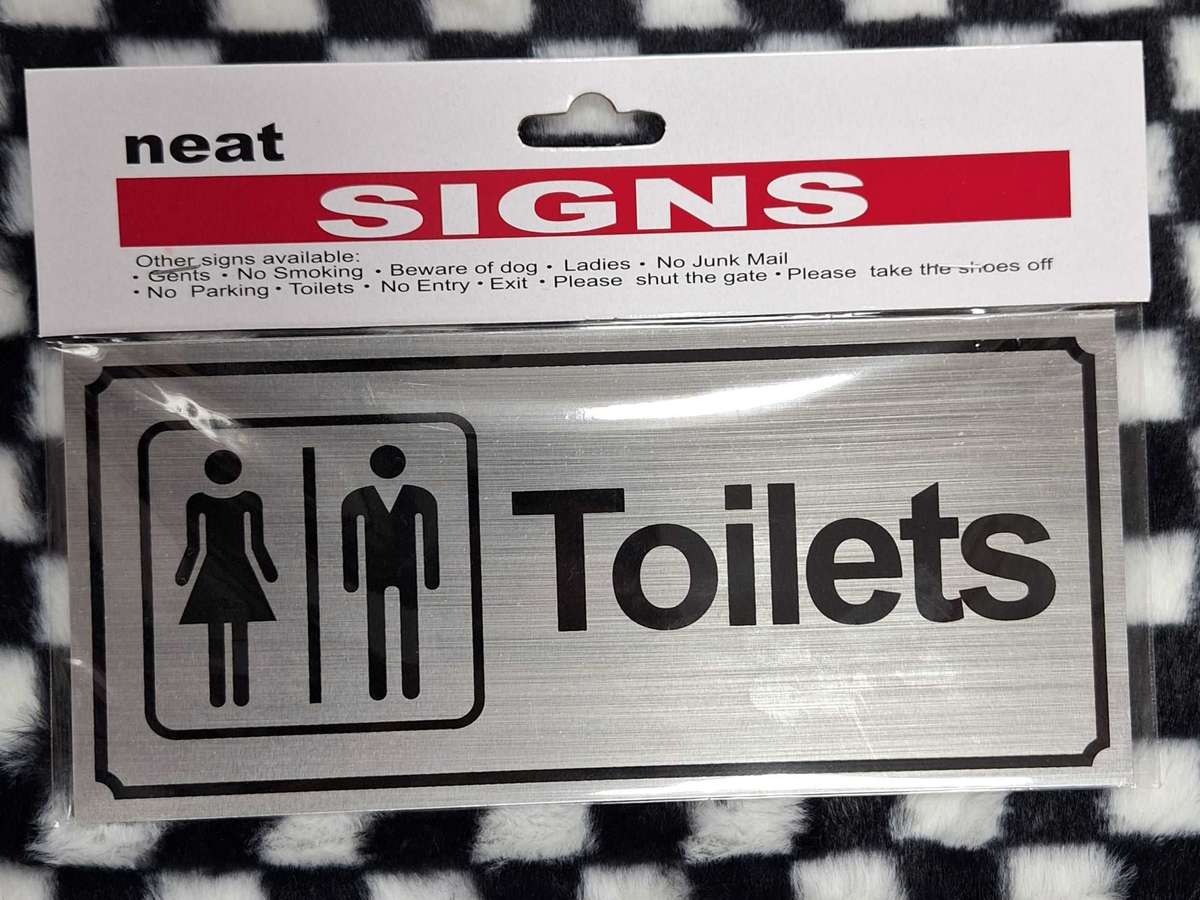 neat
SIGNS
Other signs available:
• Gents • No Smoking • Beware of dog • Ladies • No Junk Mail
• No Parking • Toilets • No Entry • Exit • Please shut the gate • Please take the shoes off
Toilets